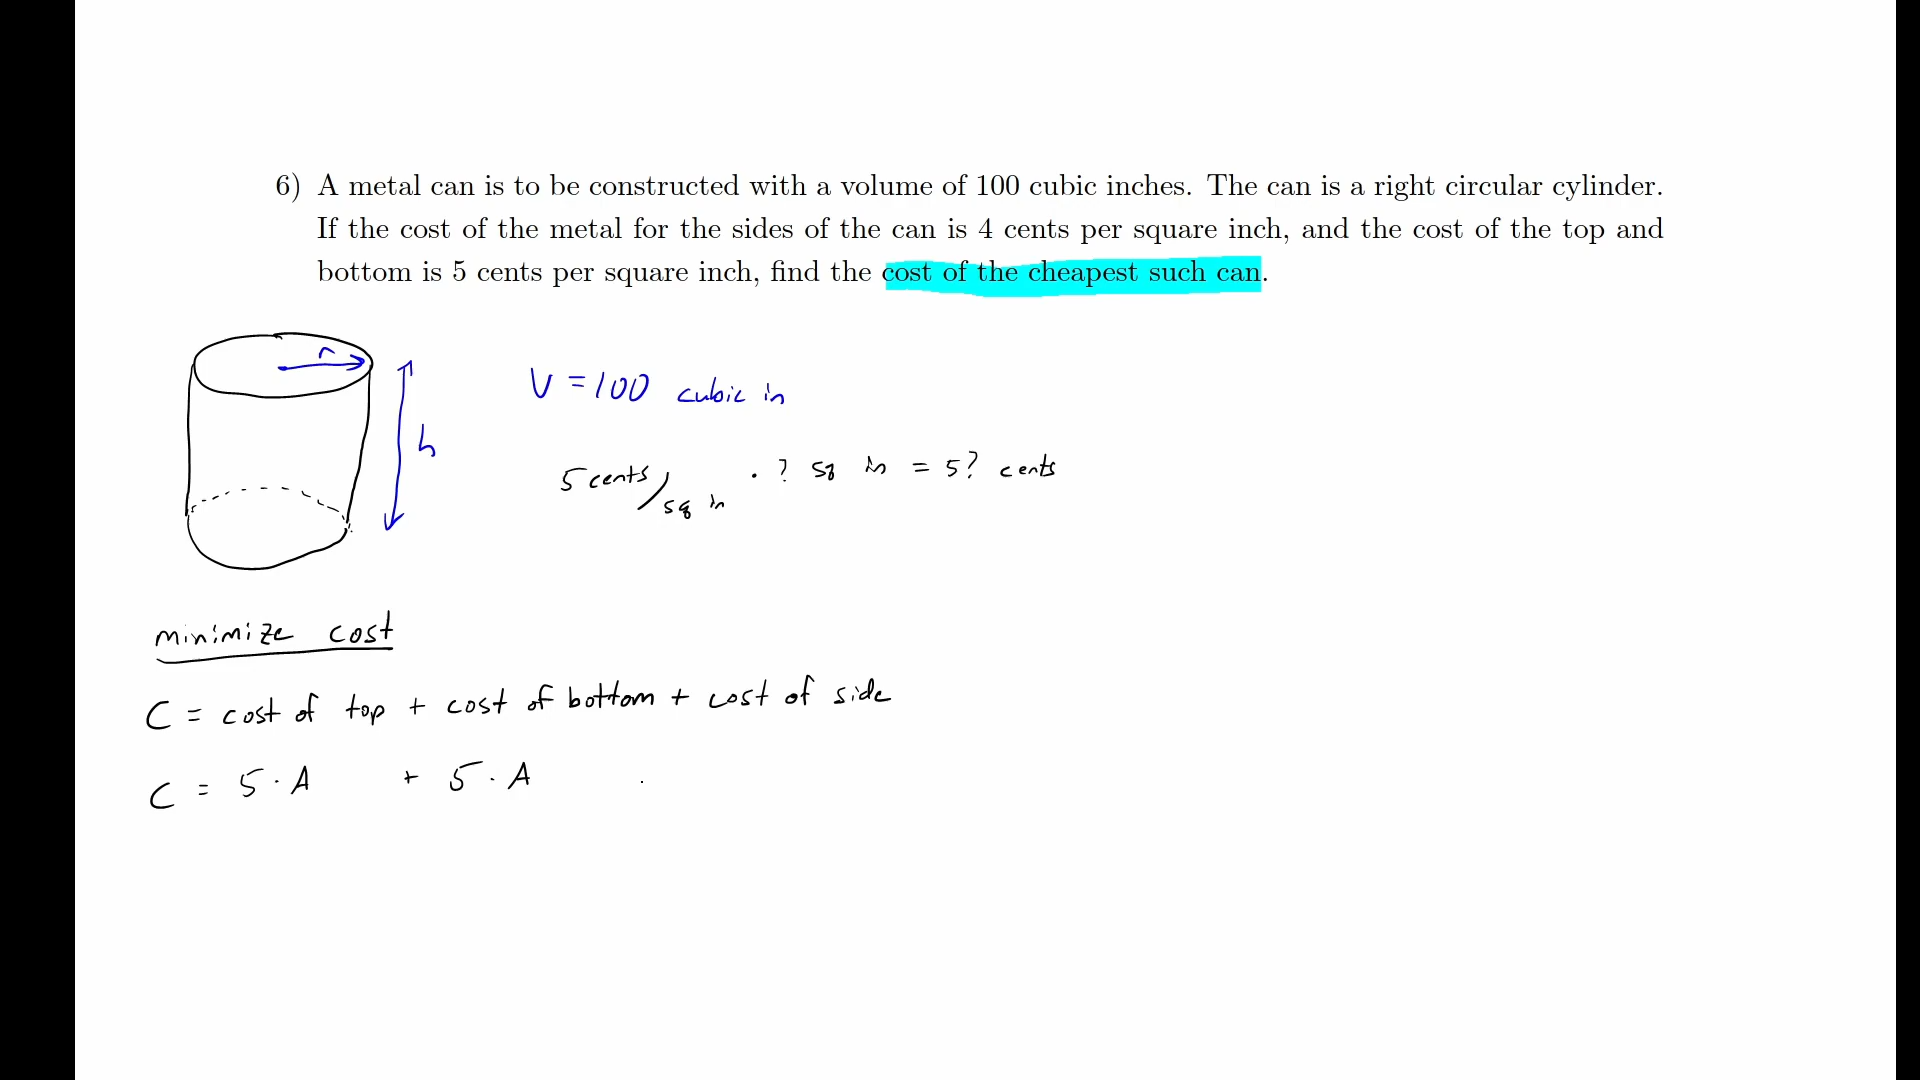 6) A metal can is to be constructed with a volume of 100 cubic inches. The can is a right circular cylinder.
If the cost of the metal for the sides of the can is 4 cents per square inch, and the cost of the top and
bottom is 5 cents per square inch, find the cost of the cheapest such can.
r
h
V = 100 cubic in
5 cents/sq in · ? sq in = 5? cents
minimize cost
C = cost of top + cost of bottom + cost of side
C = 5 · A + 5 · A